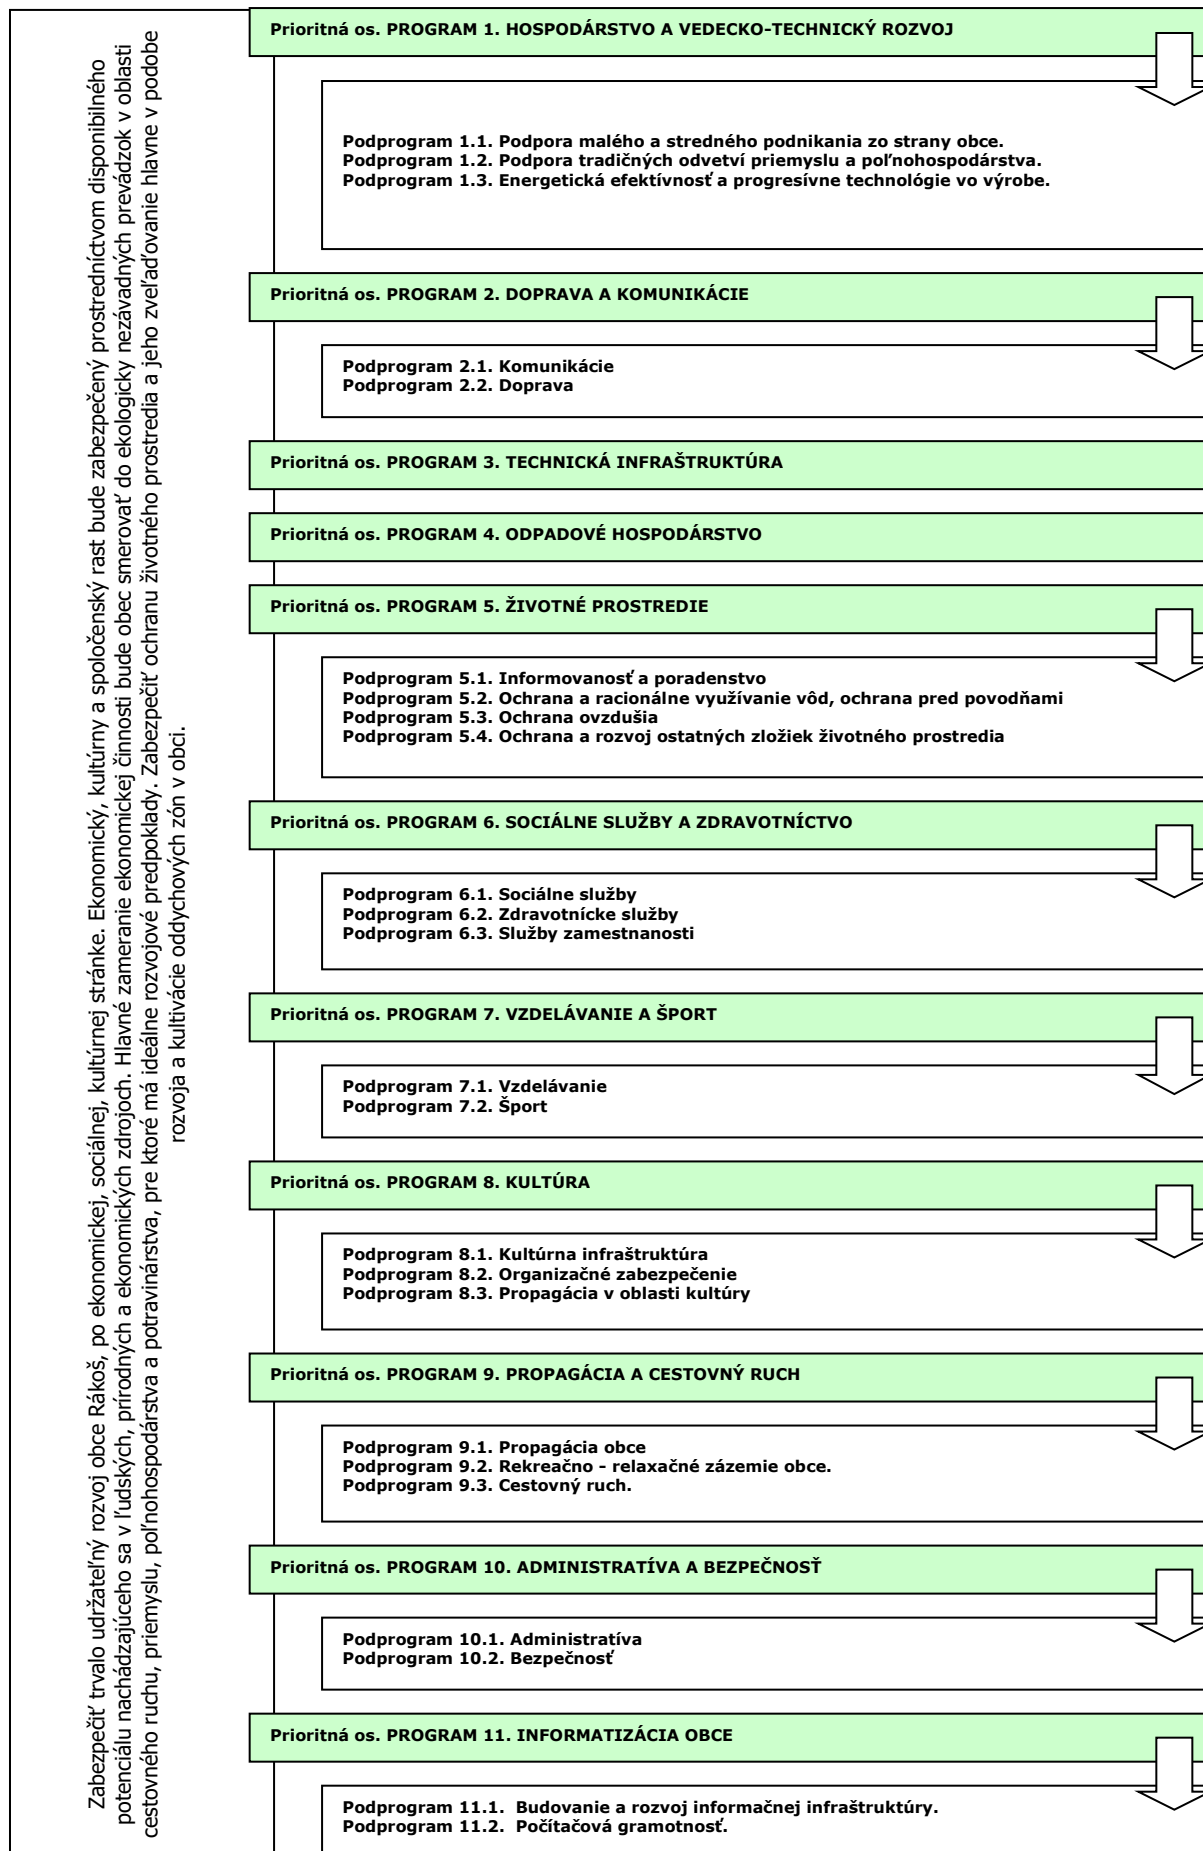 Zabezpečiť trvalo udržateľný rozvoj obce Rákoš, po ekonomickej, sociálnej, kultúrnej stránke. Ekonomický, kultúrny a spoločenský rast bude zabezpečený prostredníctvom disponibilného
potenciálu nachádzajúceho sa v ľudských, prírodných a ekonomických zdrojoch. Hlavné zameranie ekonomickej činnosti bude obec smerovať do ekologicky nezávadných prevádzok v oblasti
cestovného ruchu, priemyslu, poľnohospodárstva a potravinárstva, pre ktoré má ideálne rozvojové predpoklady. Zabezpečiť ochranu životného prostredia a jeho zveľaďovanie hlavne v podobe
rozvoja a kultivácie oddychových zón v obci.
Prioritná os. PROGRAM 1. HOSPODÁRSTVO A VEDECKO-TECHNICKÝ ROZVOJ
Podprogram 1.1. Podpora malého a stredného podnikania zo strany obce.
Podprogram 1.2. Podpora tradičných odvetví priemyslu a poľnohospodárstva.
Podprogram 1.3. Energetická efektívnosť a progresívne technológie vo výrobe.
Prioritná os. PROGRAM 2. DOPRAVA A KOMUNIKÁCIE
Podprogram 2.1. Komunikácie
Podprogram 2.2. Doprava
Prioritná os. PROGRAM 3. TECHNICKÁ INFRAŠTRUKTÚRA
Prioritná os. PROGRAM 4. ODPADOVÉ HOSPODÁRSTVO
Prioritná os. PROGRAM 5. ŽIVOTNÉ PROSTREDIE
Podprogram 5.1. Informovanosť a poradenstvo
Podprogram 5.2. Ochrana a racionálne využívanie vôd, ochrana pred povodňami
Podprogram 5.3. Ochrana ovzdušia
Podprogram 5.4. Ochrana a rozvoj ostatných zložiek životného prostredia
Prioritná os. PROGRAM 6. SOCIÁLNE SLUŽBY A ZDRAVOTNÍCTVO
Podprogram 6.1. Sociálne služby
Podprogram 6.2. Zdravotnícke služby
Podprogram 6.3. Služby zamestnanosti
Prioritná os. PROGRAM 7. VZDELÁVANIE A ŠPORT
Podprogram 7.1. Vzdelávanie
Podprogram 7.2. Šport
Prioritná os. PROGRAM 8. KULTÚRA
Podprogram 8.1. Kultúrna infraštruktúra
Podprogram 8.2. Organizačné zabezpečenie
Podprogram 8.3. Propagácia v oblasti kultúry
Prioritná os. PROGRAM 9. PROPAGÁCIA A CESTOVNÝ RUCH
Podprogram 9.1. Propagácia obce
Podprogram 9.2. Rekreačno - relaxačné zázemie obce.
Podprogram 9.3. Cestovný ruch.
Prioritná os. PROGRAM 10. ADMINISTRATÍVA A BEZPEČNOSŤ
Podprogram 10.1. Administratíva
Podprogram 10.2. Bezpečnosť
Prioritná os. PROGRAM 11. INFORMATIZÁCIA OBCE
Podprogram 11.1. Budovanie a rozvoj informačnej infraštruktúry.
Podprogram 11.2. Počítačová gramotnosť.